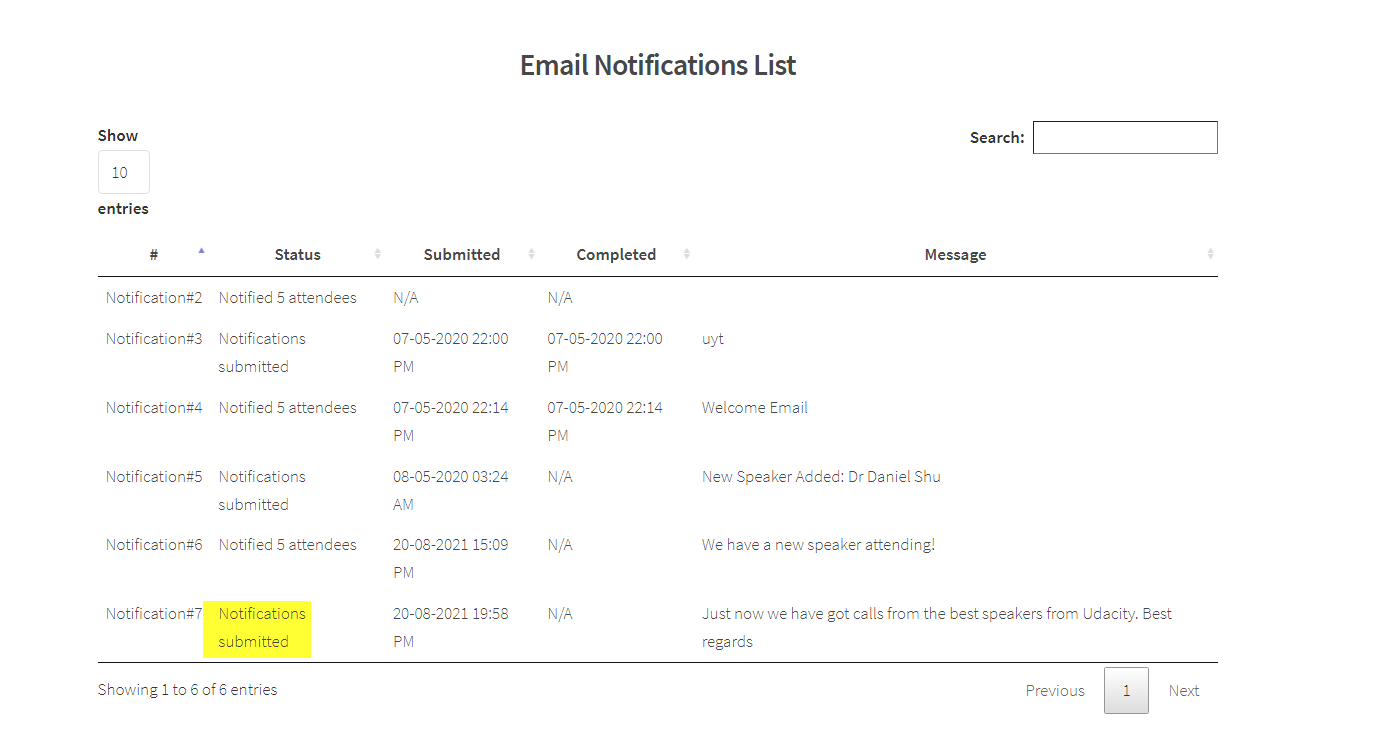 Email Notifications List
Show
Search:
10
entries
# Status Submitted Completed Message
Notification#2 Notified 5 attendees N/A N/A
Notification#3 Notifications 07-05-2020 22:00 07-05-2020 22:00 uyt
submitted PM PM
Notification#4 Notified 5 attendees 07-05-2020 22:14 07-05-2020 22:14 Welcome Email
PM PM
Notification#5 Notifications 08-05-2020 03:24 N/A New Speaker Added: Dr Daniel Shu
submitted AM
Notification#6 Notified 5 attendees 20-08-2021 15:09 N/A We have a new speaker attending!
PM
Notification#7 Notifications 20-08-2021 19:58 N/A Just now we have got calls from the best speakers from Udacity. Best
submitted PM regards
Showing 1 to 6 of 6 entries Previous 1 Next